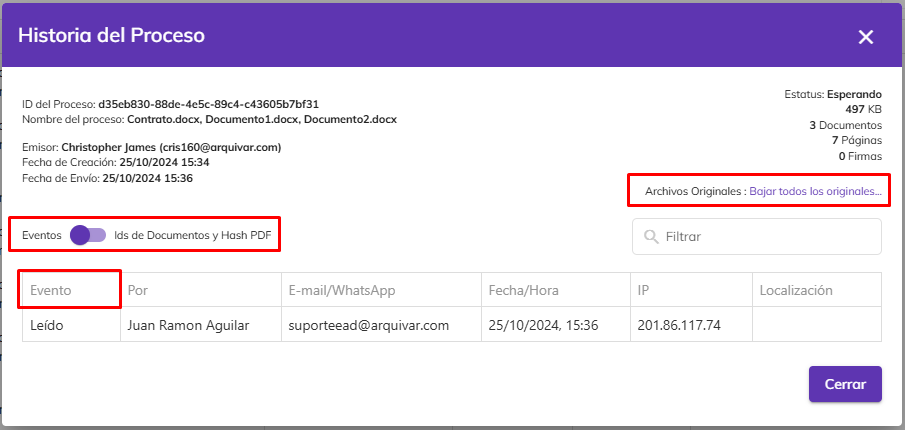 Historia del Proceso
ID del Proceso: d35eb830-88de-4e5c-89c4-c43605b7bf31
Nombre del proceso: Contrato.docx, Documento1.docx, Documento2.docx
Emisor: Christopher James (cris160@arquivar.com)
Fecha de Creación: 25/10/2024 15:34
Fecha de Envío: 25/10/2024 15:36
Estatus: Esperando
497 KB
3 Documentos
7 Páginas
0 Firmas
Archivos Originales : Bajar todos los originales...
Eventos Ids de Documentos y Hash PDF
Filtrar
Evento Por E-mail/WhatsApp Fecha/Hora IP Localización
Leído Juan Ramon Aguilar suporteead@arquivar.com 25/10/2024, 15:36 201.86.117.74
Cerrar